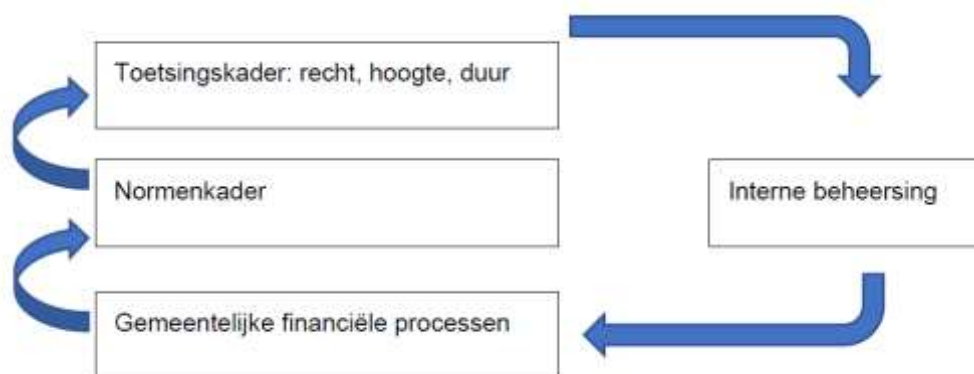 Toetsingskader: recht, hoogte, duur
Normenkader
Interne beheersing
Gemeentelijke financiële processen